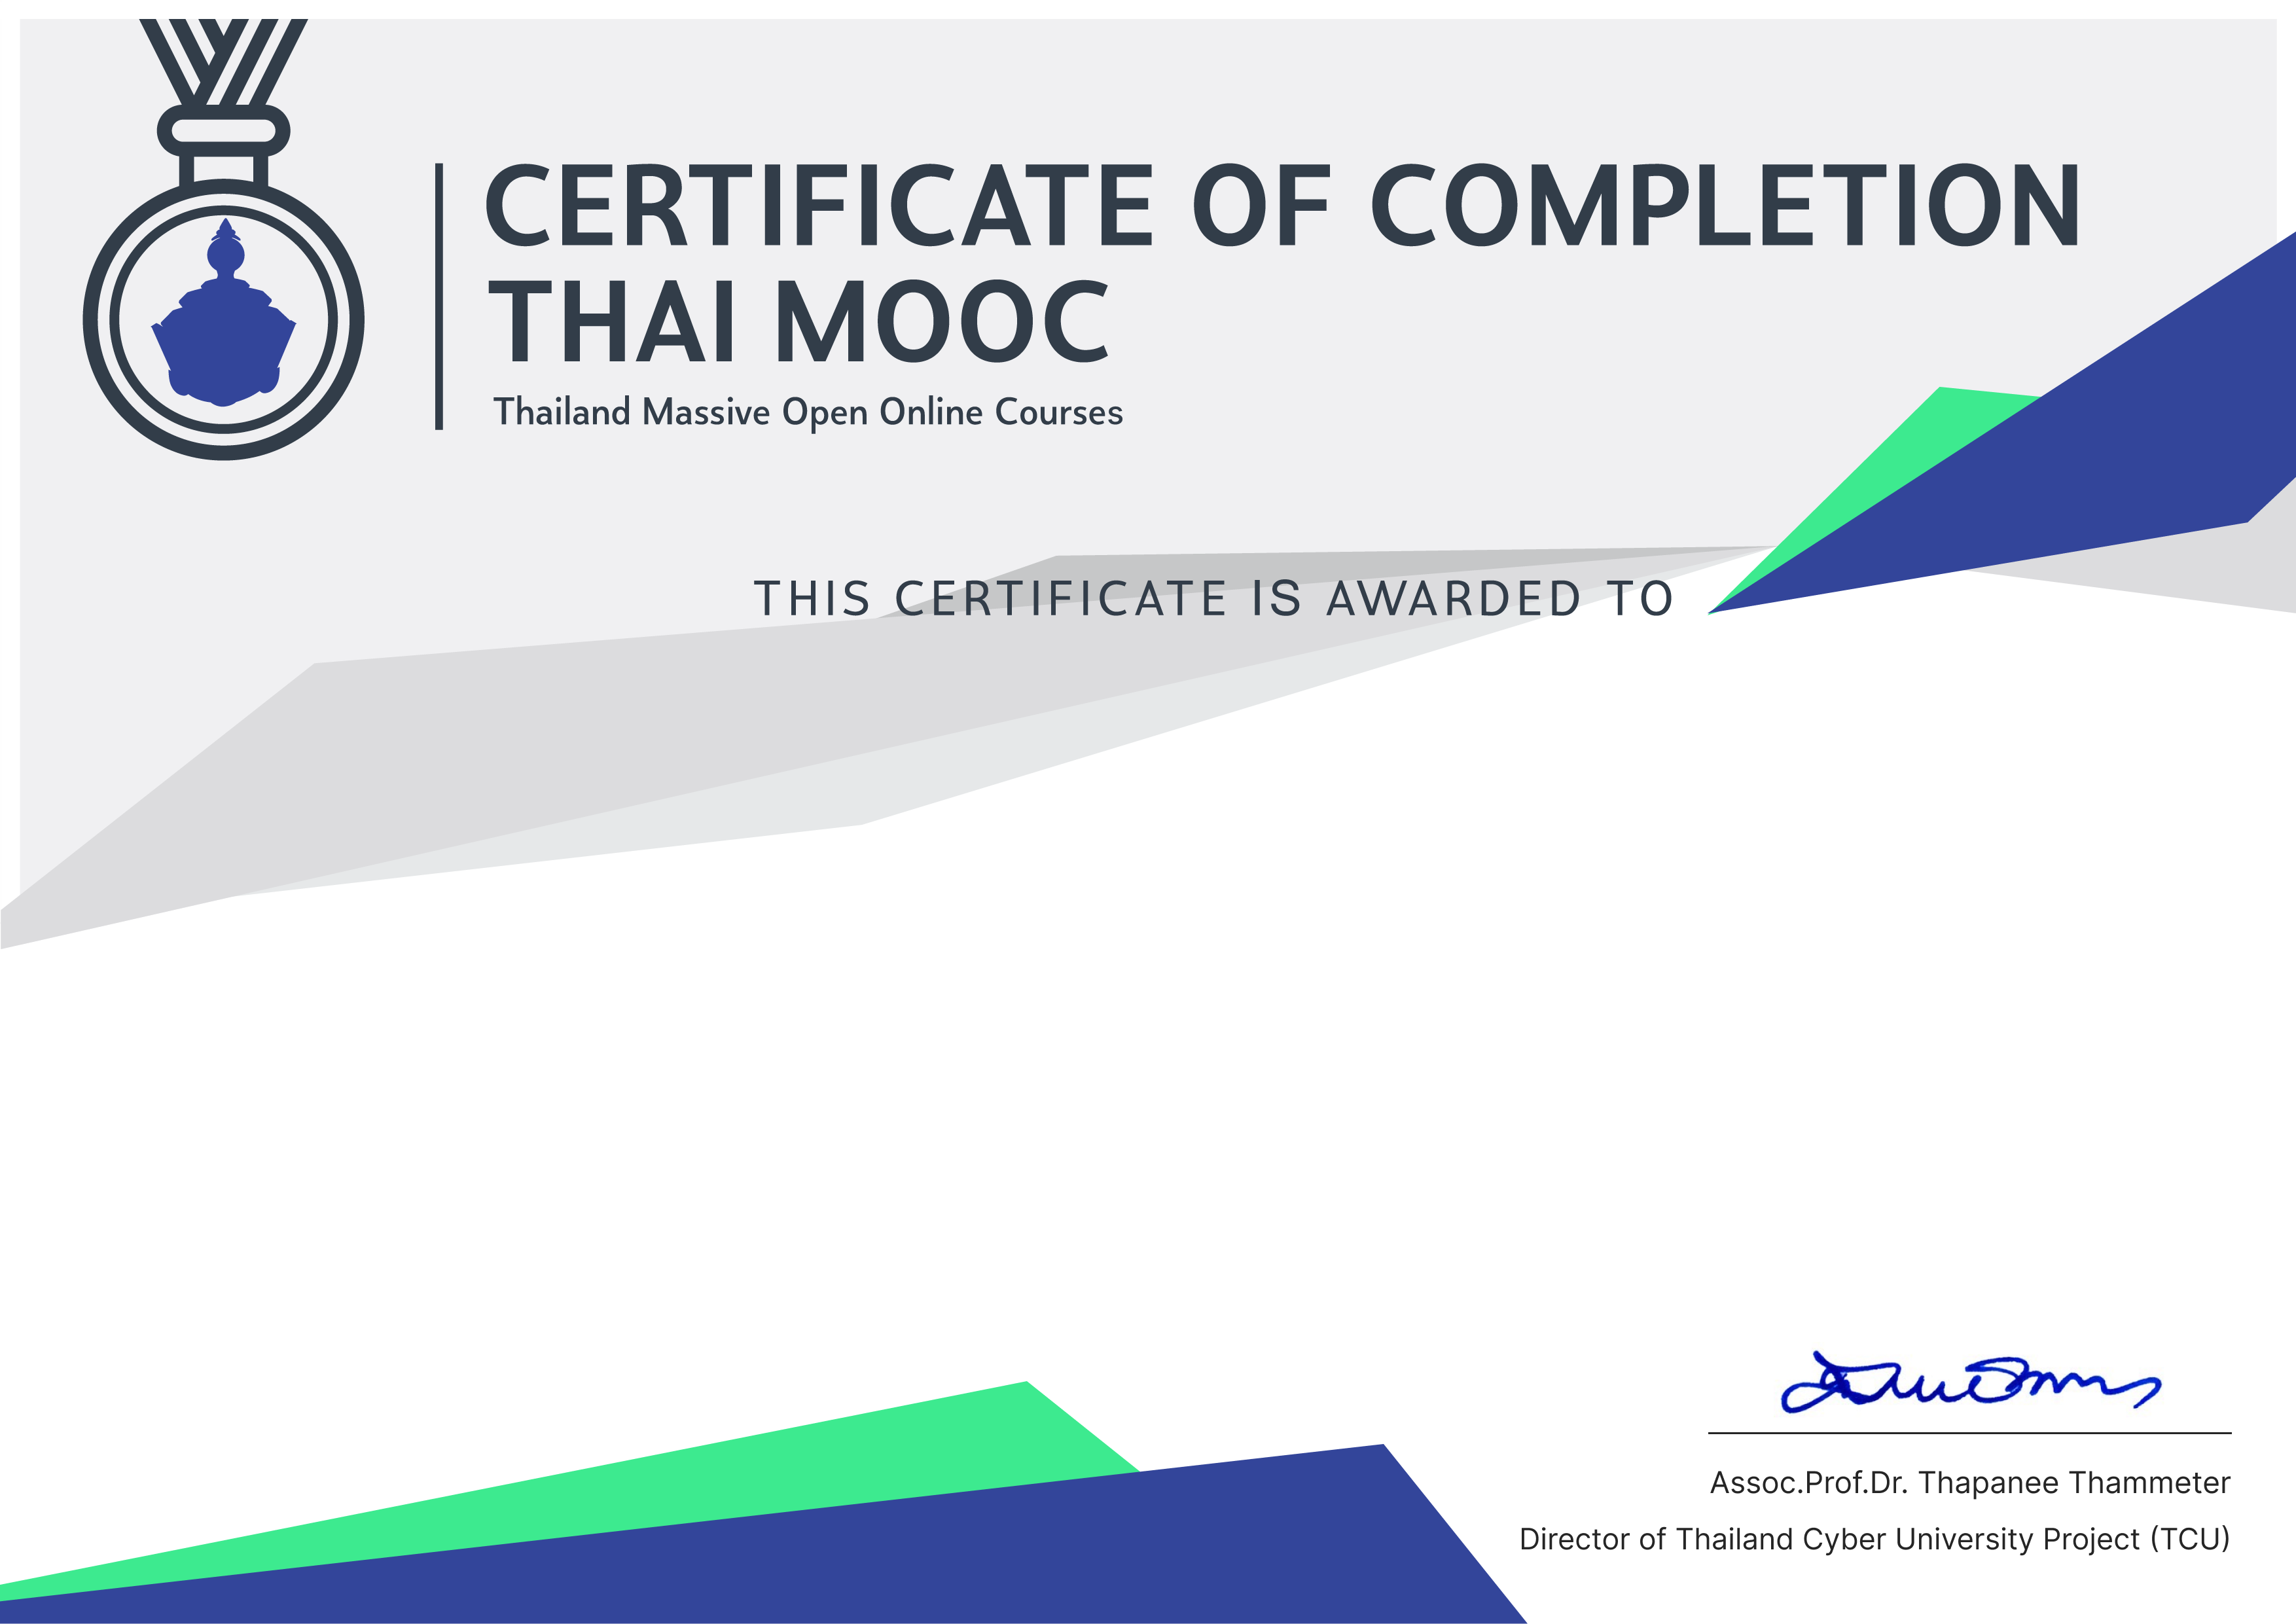 CERTIFICATE OF COMPLETION
THAI MOOC
Thailand Massive Open Online Courses
THIS CERTIFICATE IS AWARDED TO
Assoc.Prof.Dr. Thapanee Thammeter
Director of Thailand Cyber University Project (TCU)